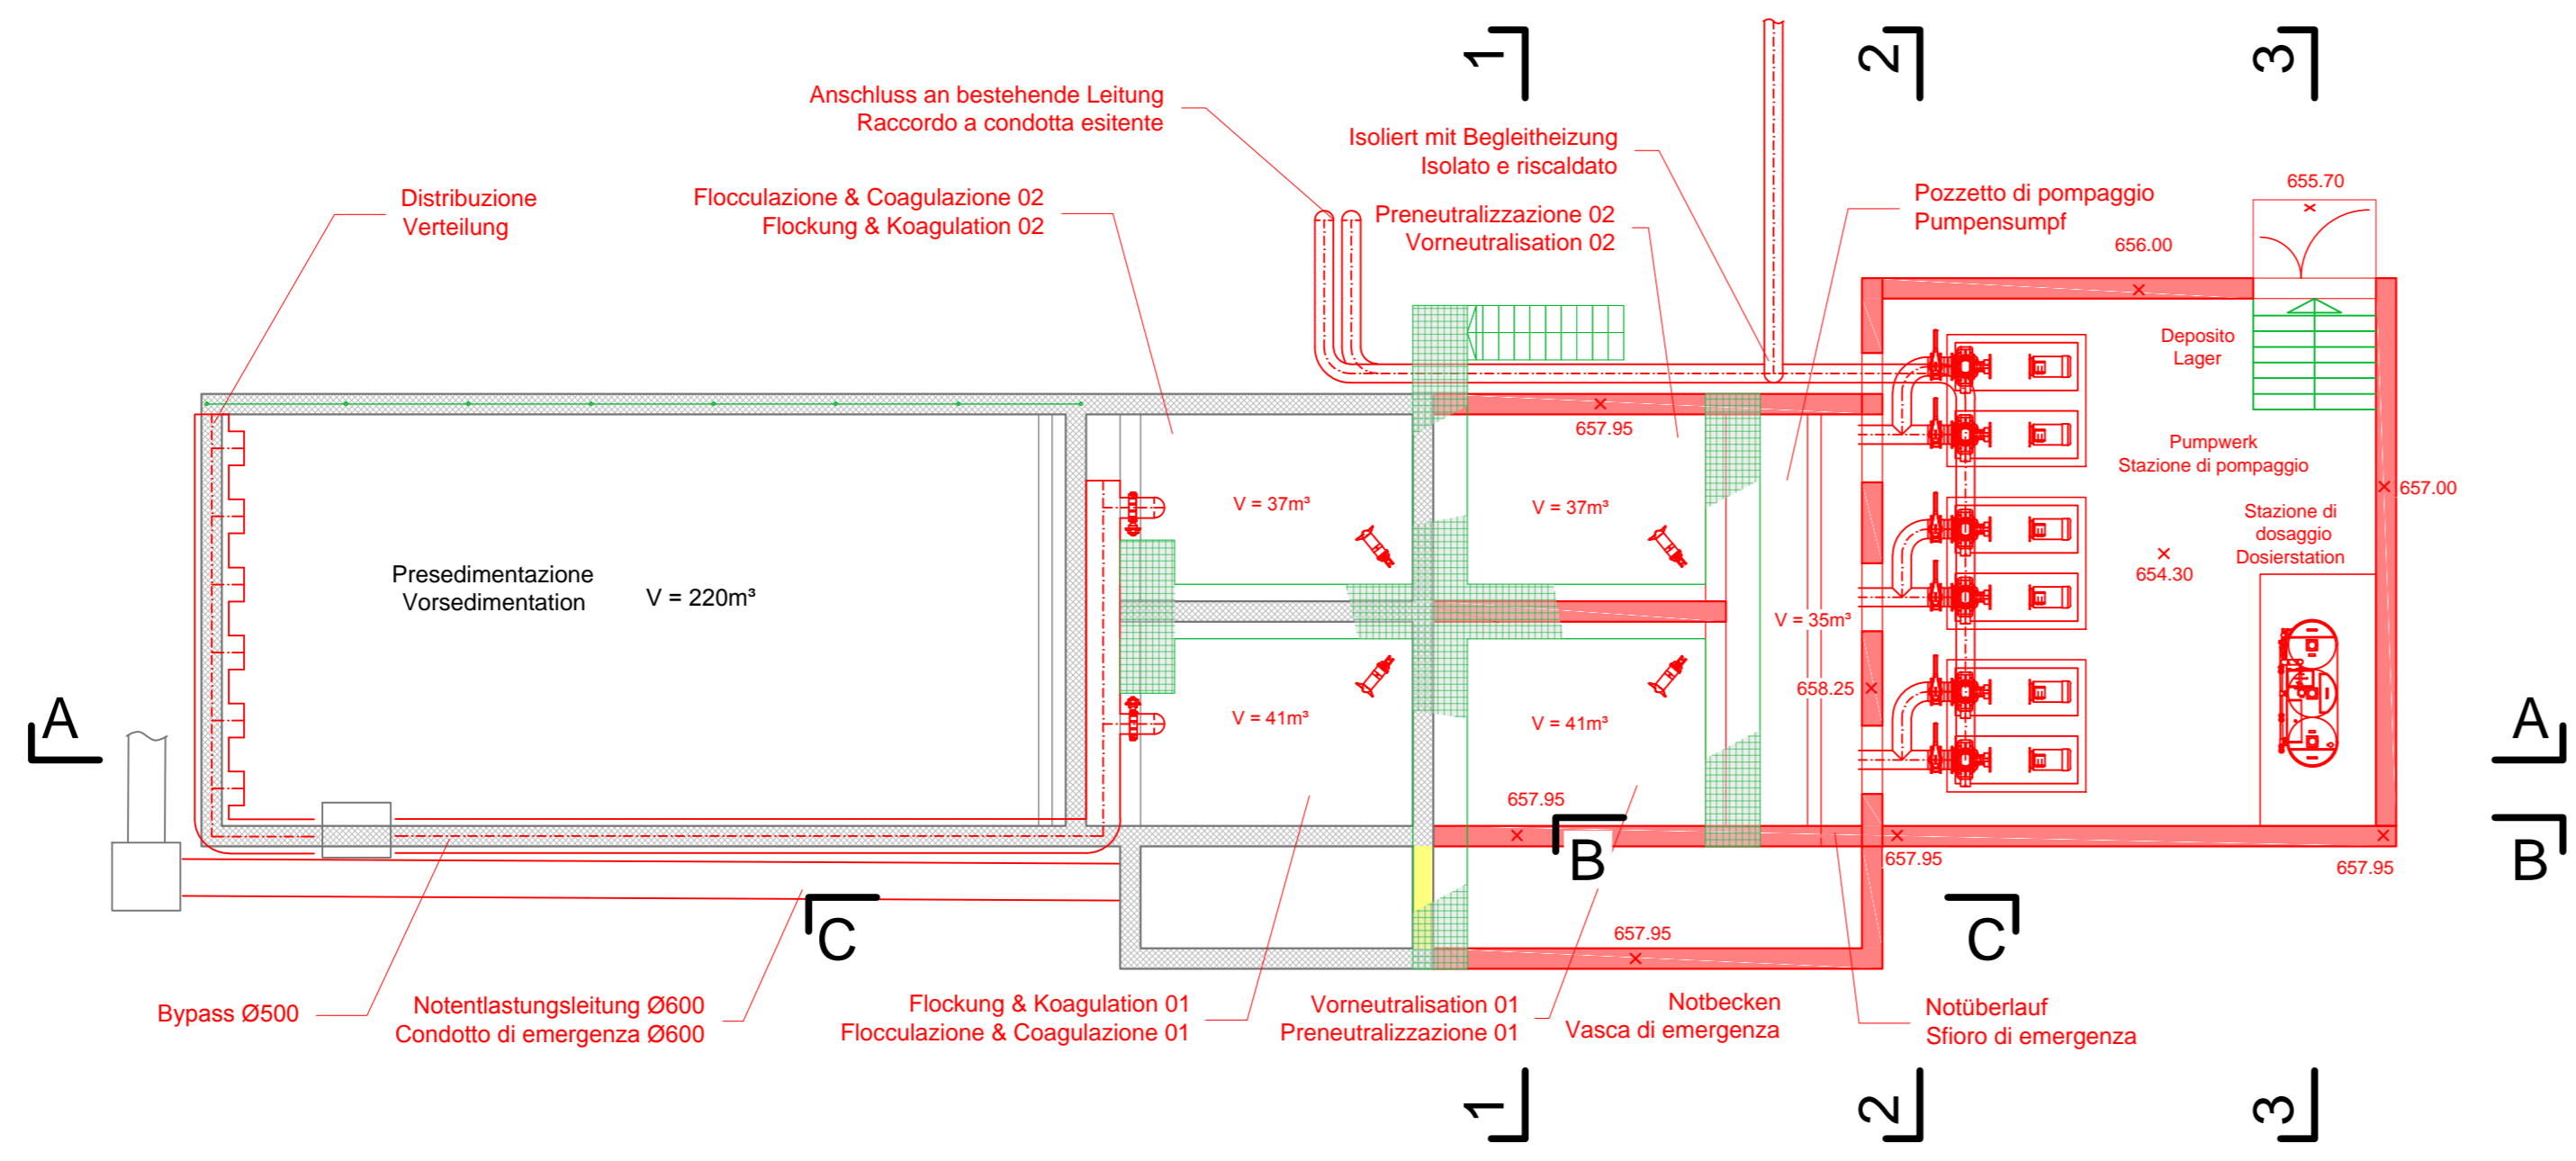 1
2
3
Anschluss an bestehende Leitung
Raccordo a condotta esitente
Isoliert mit Begleitheizung
Isolato e riscaldato
Distribuzione
Verteilung
Flocculazione & Coagulazione 02
Flockung & Koagulation 02
Preneutralizzazione 02
Vorneutralisation 02
Pozzetto di pompaggio
Pumpensumpf
655.70
656.00
Deposito
Lager
657.95
Pumpwerk
Stazione di pompaggio
657.00
V = 37m³
V = 37m³
Stazione di
dosaggio
Dosierstation
654.30
Presedimentazione
Vorsedimentation
V = 220m³
V = 35m³
658.25
V = 41m³
V = 41m³
A
A
657.95
B
B
657.95
657.95
C
C
657.95
Bypass Ø500
Notentlastungsleitung Ø600
Condotto di emergenza Ø600
Flockung & Koagulation 01
Flocculazione & Coagulazione 01
Vorneutralisation 01
Preneutralizzazione 01
Notbecken
Vasca di emergenza
Notüberlauf
Sfioro di emergenza
1
2
3